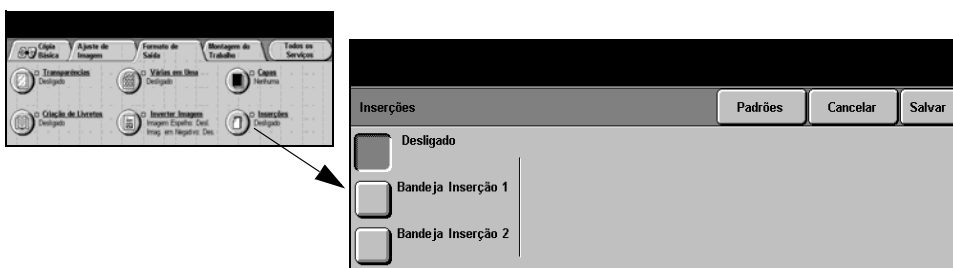 Cópia Básica
Ajuste de Imagem
Formato de Saída
Montagem do Trabalho
Todos os Serviços
Transparências
Desligado
Várias em Uma
Desligado
Capas
Nenhuma
Criação de Livretos
Desligado
Inverter Imagem
Imagem Espelho: Desl.
Imag. em Negativo: Des.
Inserções
Desligado
Inserções
Padrões
Cancelar
Salvar
Desligado
Bandeja Inserção 1
Bandeja Inserção 2